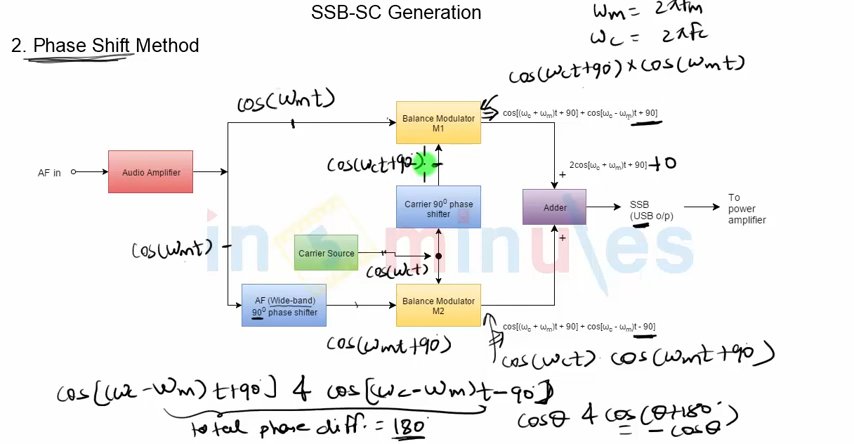 SSB-SC Generation
ωm = 2πfm
ωc = 2πfc
2. Phase Shift Method
cos(ωct+90°) × cos(ωmt)
cos(ωmt)
Balance Modulator
M1
cos[(ωc + ωm)t + 90] + cos[ωc - ωm)t + 90]
AF in
Audio Amplifier
cos(ωct+90°)
2cos[ωc + ωm)t + 90] + 0
+
Carrier 90⁰ phase
shifter
Adder
SSB
(USB o/p)
To
power
amplifier
in 5 minutes
cos(ωmt)
Carrier Source
cos(ωct)
+
AF (Wide-band)
90⁰ phase shifter
Balance Modulator
M2
cos[(ωc + ωm)t + 90] + cos[ωc - ωm)t - 90]
cos(ωmt+90°)
cos(ωct) · cos(ωmt+90°)
cos[(ωc-ωm)t+90°] & cos[(ωc-ωm)t-90°]
total phase diff. = 180°
cosθ & cos(θ+180°)
= -cosθ